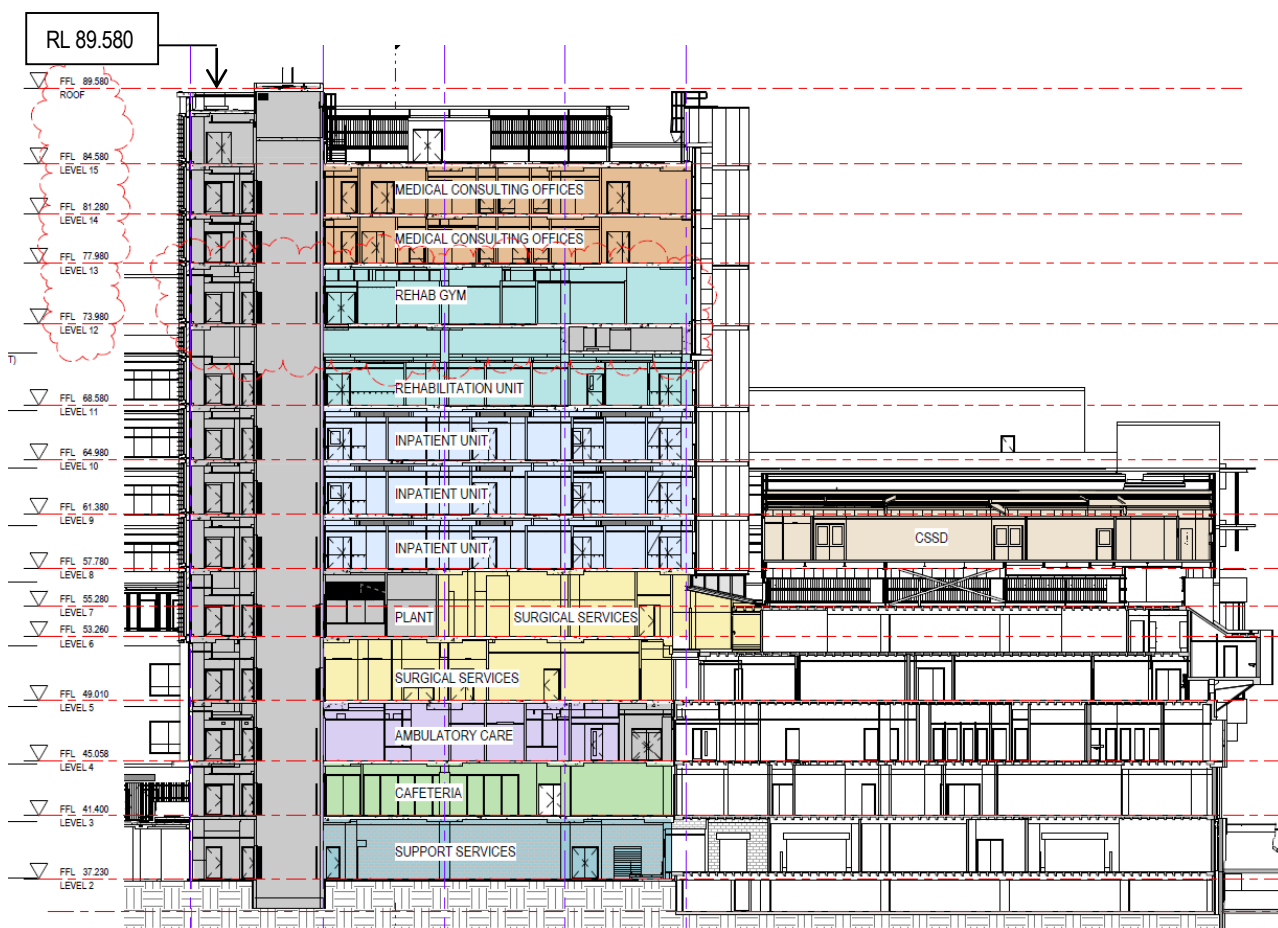 RL 89.580
FFL 89.580
ROOF
FFL 84.580
LEVEL 15
MEDICAL CONSULTING OFFICES
FFL 81.280
LEVEL 14
MEDICAL CONSULTING OFFICES
FFL 77.980
LEVEL 13
REHAB GYM
FFL 73.980
LEVEL 12
T)
REHABILITATION UNIT
FFL 68.580
LEVEL 11
INPATIENT UNIT
FFL 64.980
LEVEL 10
INPATIENT UNIT
FFL 61.380
LEVEL 9
CSSD
INPATIENT UNIT
FFL 57.780
LEVEL 8
FFL 55.280
LEVEL 7
PLANT
SURGICAL SERVICES
FFL 53.260
LEVEL 6
SURGICAL SERVICES
FFL 49.010
LEVEL 5
AMBULATORY CARE
FFL 45.058
LEVEL 4
CAFETERIA
FFL 41.400
LEVEL 3
SUPPORT SERVICES
FFL 37.230
LEVEL 2